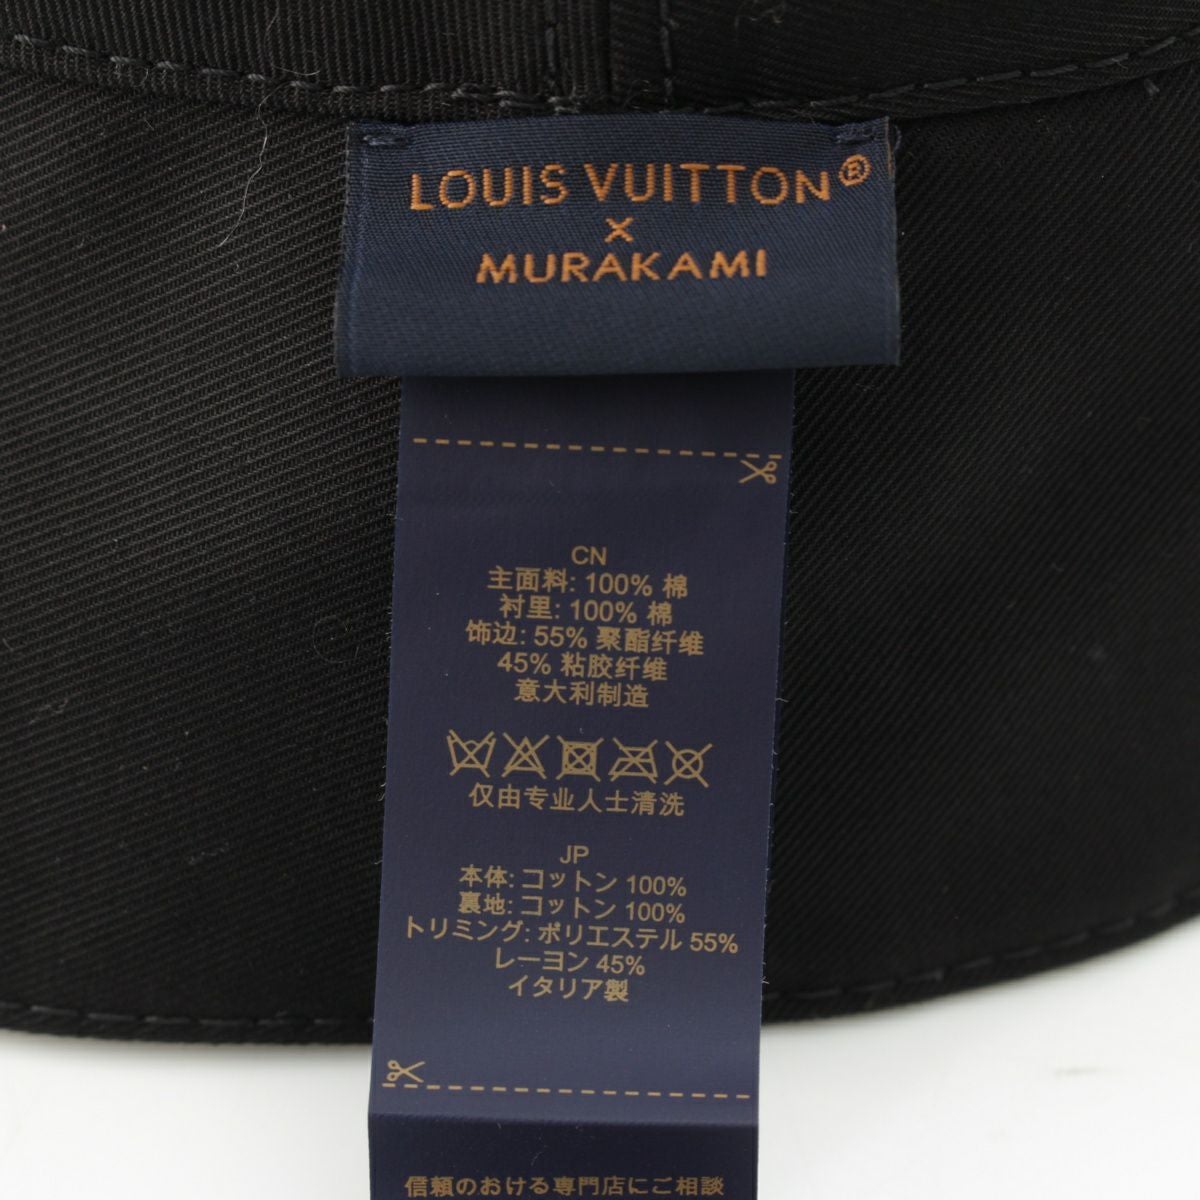 LOUIS VUITTON®
×
MURAKAMI
CN
主面料: 100% 棉
衬里: 100% 棉
饰边: 55% 聚酯纤维
45% 粘胶纤维
意大利制造
仅由专业人士清洗
JP
本体: コットン 100%
裏地: コットン 100%
トリミング: ポリエステル 55%
レーヨン 45%
イタリア製
信頼のおける専門店にご相談